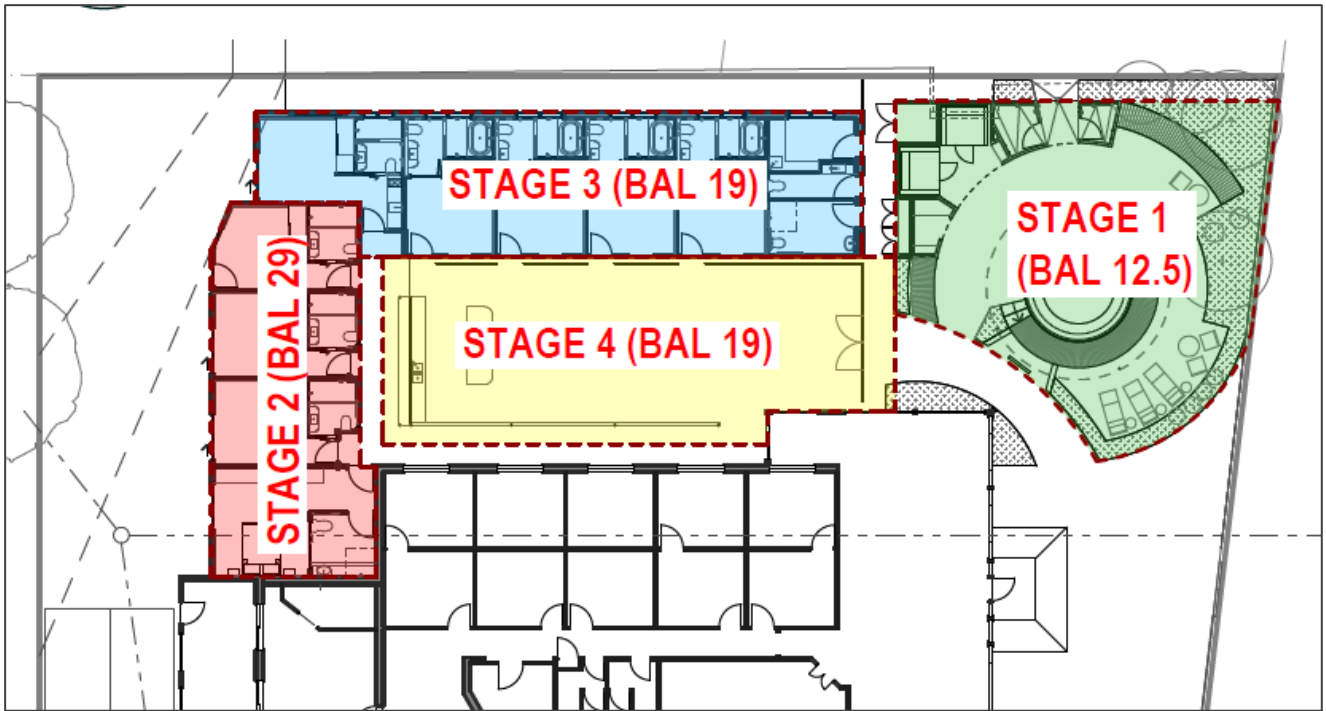 STAGE 3 (BAL 19)
STAGE 1
(BAL 12.5)
STAGE 2 (BAL 29)
STAGE 4 (BAL 19)